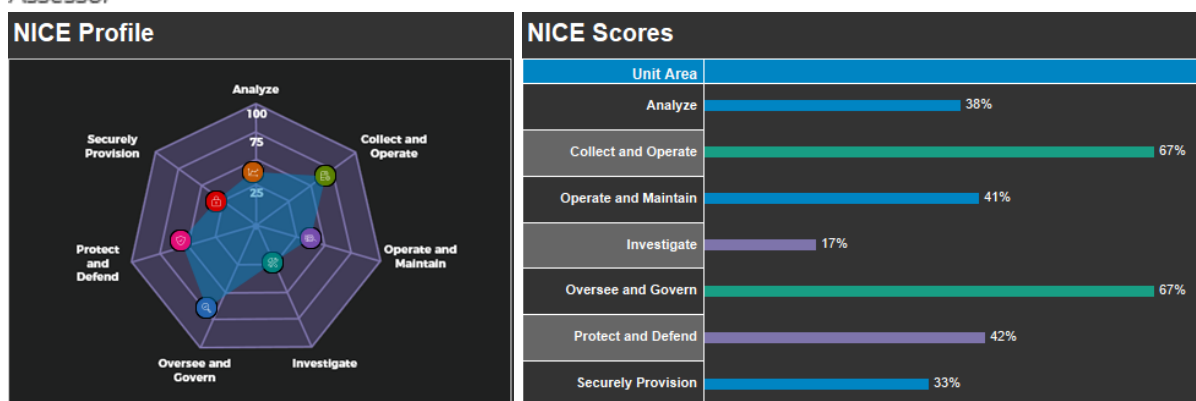 Assessor
NICE Profile
NICE Scores
Analyze
100
75
25
Securely
Provision
Collect and
Operate
Protect
and
Defend
Operate and
Maintain
Oversee and
Govern
Investigate
Unit Area
Analyze 38%
Collect and Operate 67%
Operate and Maintain 41%
Investigate 17%
Oversee and Govern 67%
Protect and Defend 42%
Securely Provision 33%